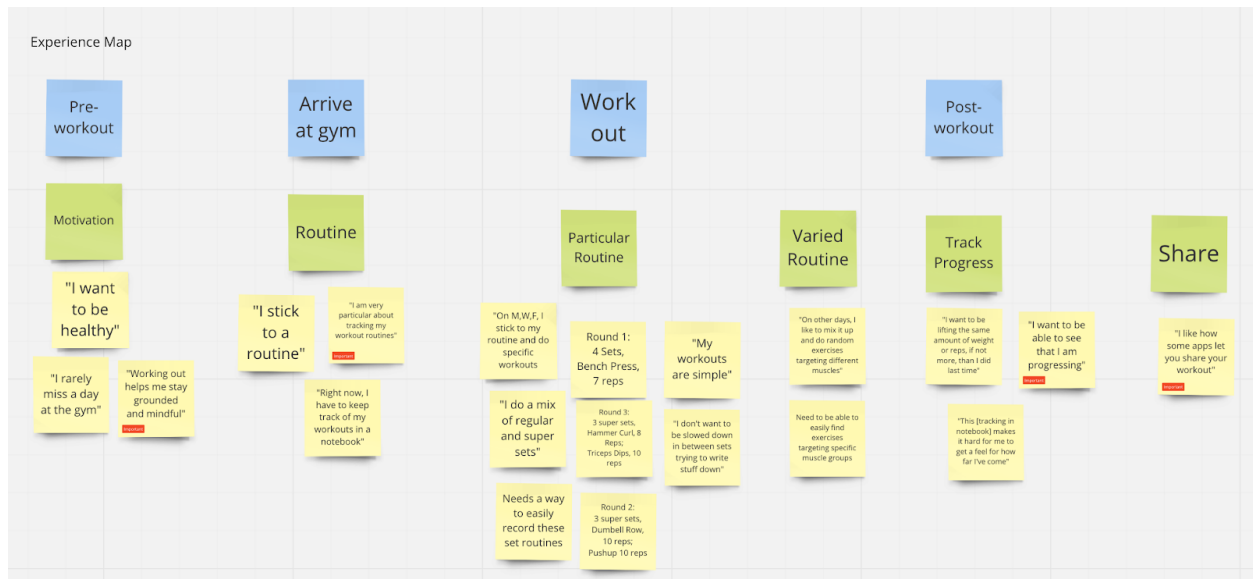 Experience Map
Pre-
workout
Arrive
at gym
Work
out
Post-
workout
Motivation
"I want
to be
healthy"
"I rarely
miss a day
at the gym"
"Working out
helps me stay
grounded
and mindful"
Important
Routine
"I stick
to a
routine"
"I am very
particular about
tracking my
workout routines"
Important
"Right now, I
have to keep
track of my
workouts in a
notebook"
Particular
Routine
"On M,W,F, I
stick to my
routine and do
specific
workouts
Round 1:
4 Sets,
Bench Press,
7 reps
"My
workouts
are simple"
"I do a mix
of regular
and super
sets"
Round 3:
3 super sets,
Hammer Curl, 8
Reps;
Triceps Dips, 10
reps
"I don't want to
be slowed down
in between sets
trying to write
stuff down"
Needs a way
to easily
record these
set routines
Round 2:
3 super sets,
Dumbell Row,
10 reps;
Pushup 10 reps
Varied
Routine
"On other days, I
like to mix it up
and do random
exercises
targeting different
muscles"
Need to be able to
easily find
exercises
targeting specific
muscle groups
Track
Progress
"I want to be
lifting the same
amount of weight
or reps, if not
more, than I did
last time"
"I want to be
able to see
that I am
progressing"
Important
"This [tracking in
notebook] makes
it hard for me to
get a feel for how
far I've come"
Share
"I like how
some apps let
you share your
workout"
Important